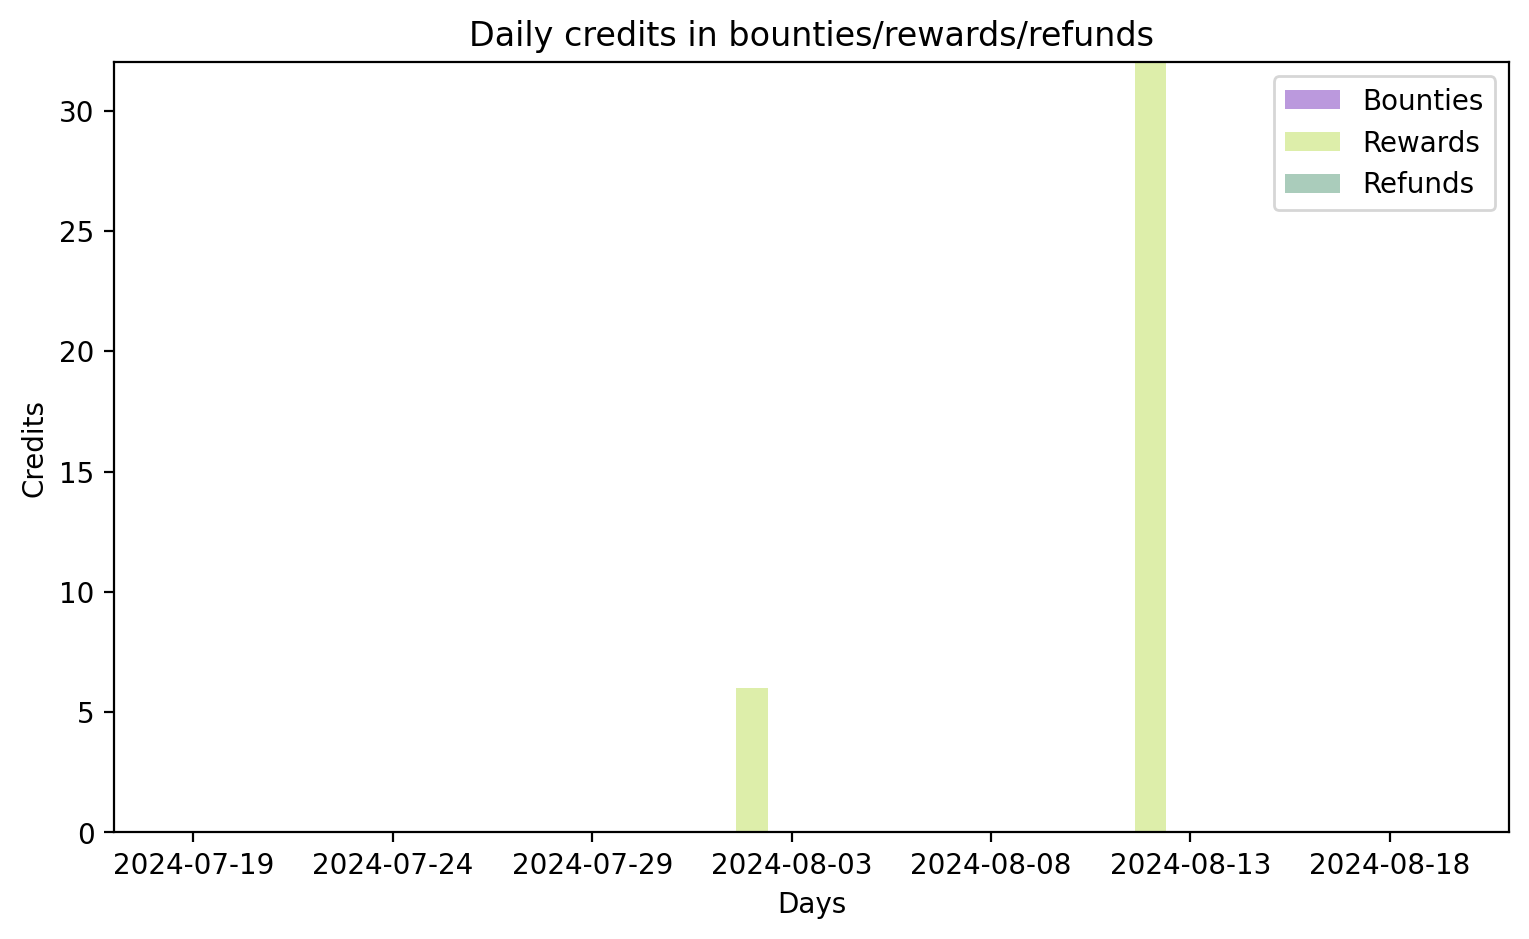 Daily credits in bounties/rewards/refunds
Bounties
Rewards
Refunds
Credits
30
25
20
15
10
5
0
2024-07-19 2024-07-24 2024-07-29 2024-08-03 2024-08-08 2024-08-13 2024-08-18
Days